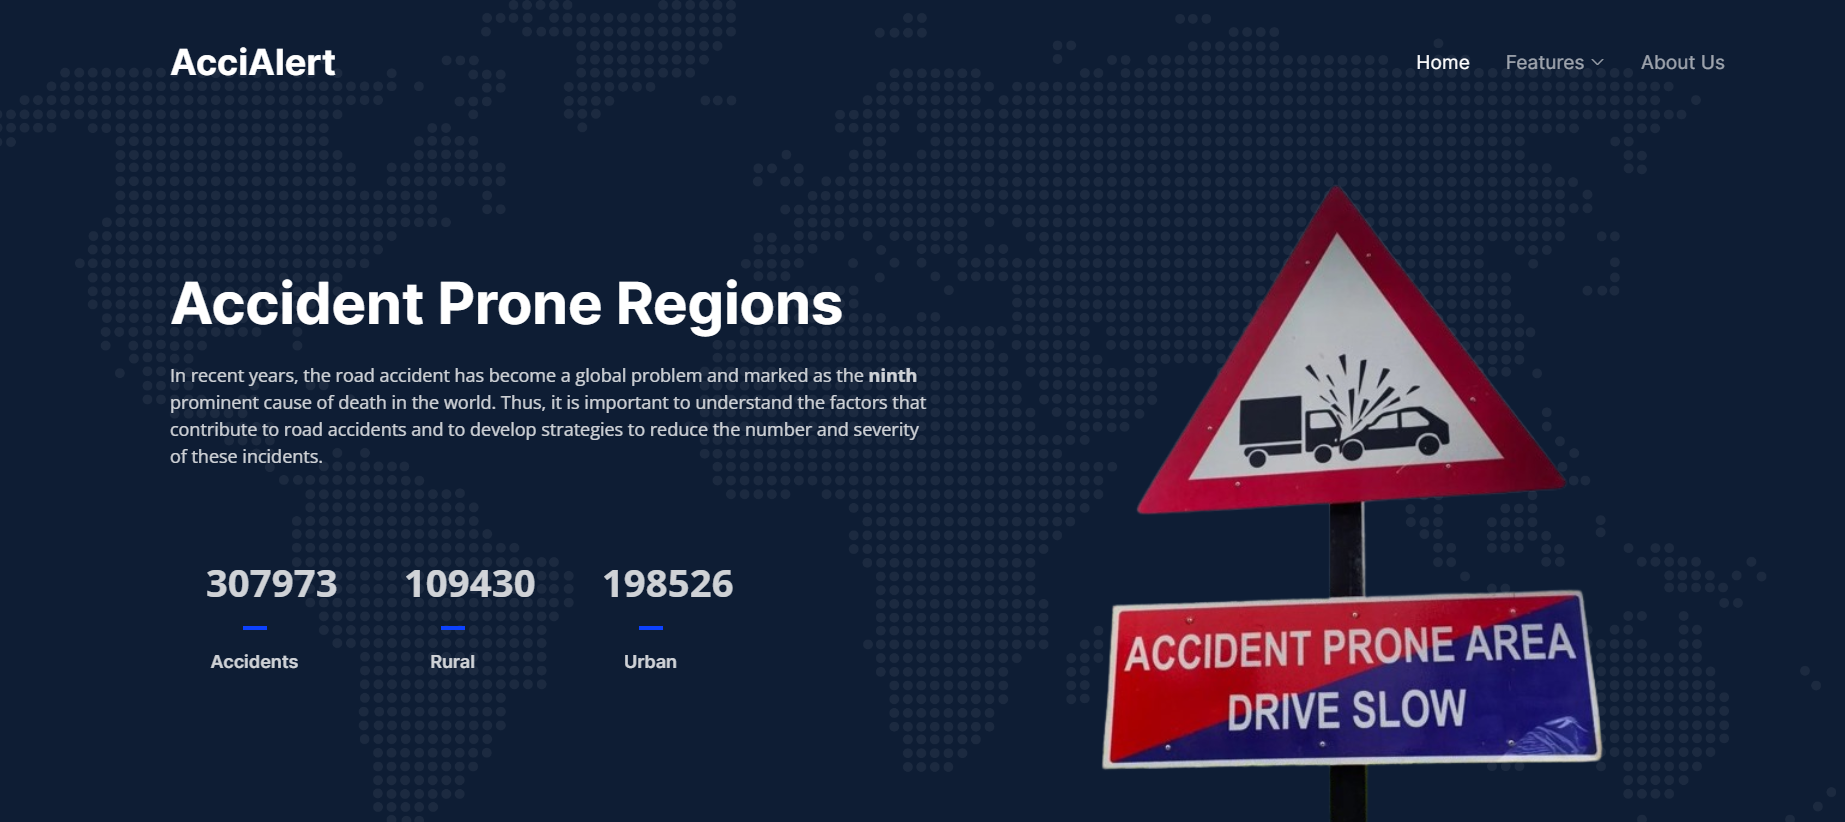 AcciAlert
Home Features About Us
Accident Prone Regions
In recent years, the road accident has become a global problem and marked as the ninth
prominent cause of death in the world. Thus, it is important to understand the factors that
contribute to road accidents and to develop strategies to reduce the number and severity
of these incidents.
307973 109430 198526
Accidents Rural Urban
ACCIDENT PRONE AREA
DRIVE SLOW